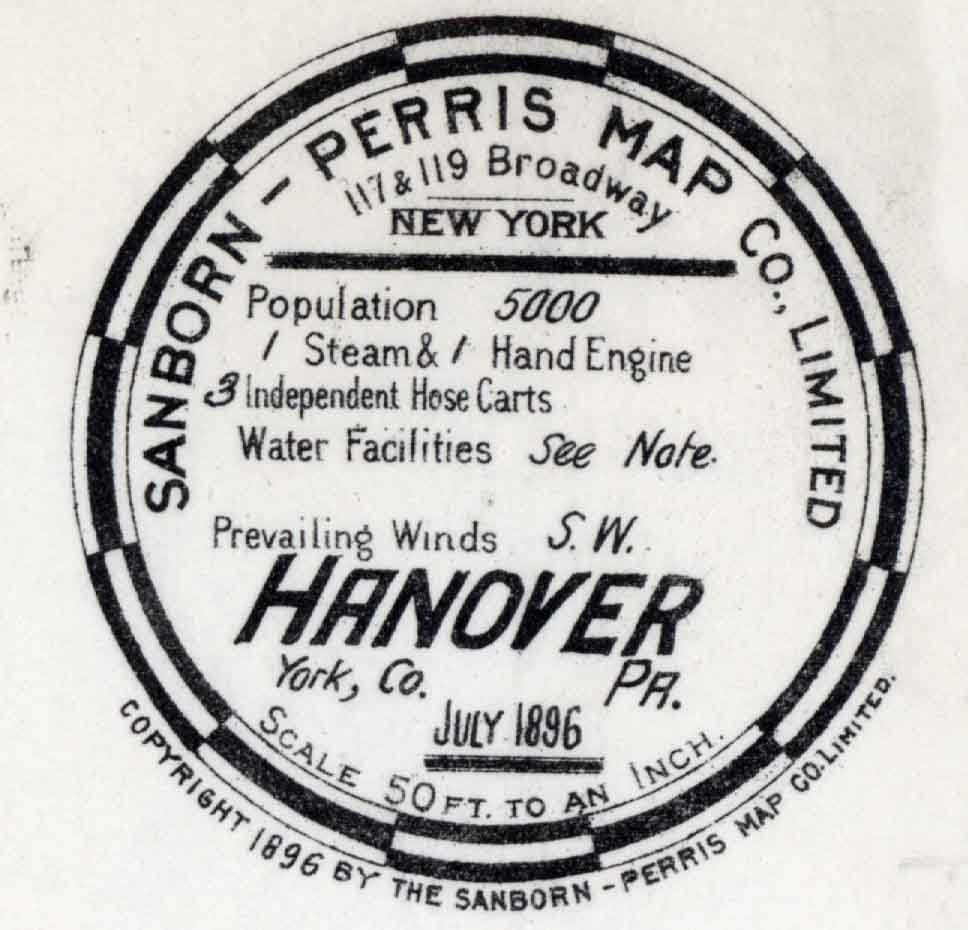 SANBORN - PERRIS MAP CO., LIMITED
117 & 119 Broadway
NEW YORK
Population 5000
1 Steam & 1 Hand Engine
3 Independent Hose Carts
Water Facilities See Note.
Prevailing Winds S. W.
HANOVER
York, Co. PA.
JULY 1896
SCALE 50 FT. TO AN INCH.
COPYRIGHT 1896 BY THE SANBORN - PERRIS MAP CO. LIMITED.